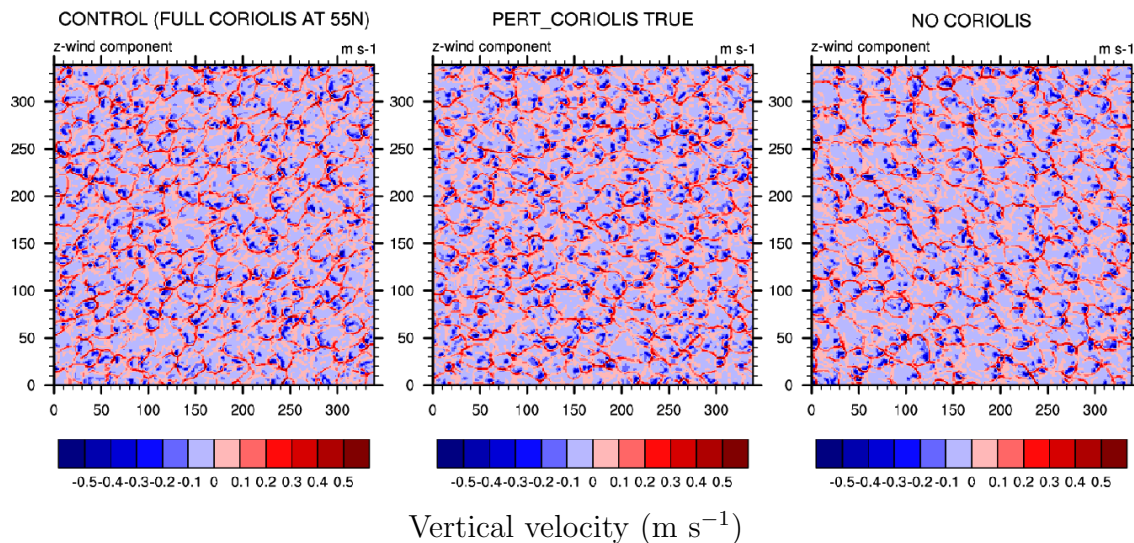 CONTROL (FULL CORIOLIS AT 55N) PERT_CORIOLIS TRUE NO CORIOLIS
z-wind component m s-1 z-wind component m s-1 z-wind component m s-1
300 300 300
250 250 250
200 200 200
150 150 150
100 100 100
50 50 50
0 0 0
0 50 100 150 200 250 300 0 50 100 150 200 250 300 0 50 100 150 200 250 300
-0.5-0.4-0.3-0.2-0.1 0 0.1 0.2 0.3 0.4 0.5 -0.5-0.4-0.3-0.2-0.1 0 0.1 0.2 0.3 0.4 0.5 -0.5-0.4-0.3-0.2-0.1 0 0.1 0.2 0.3 0.4 0.5
Vertical velocity (m s⁻¹)